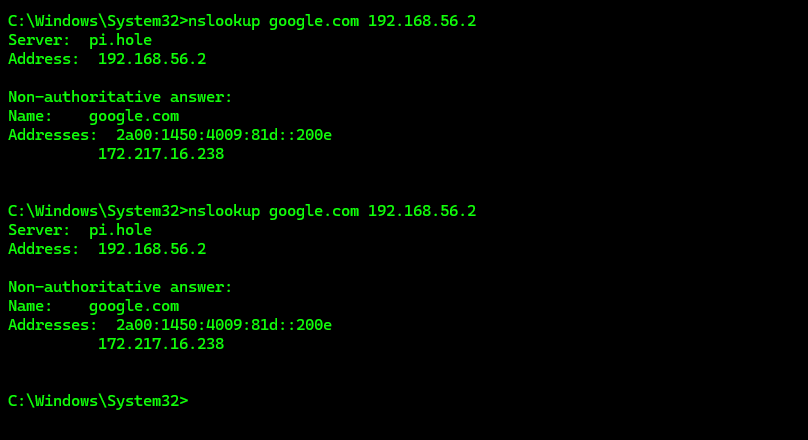 C:\Windows\System32>nslookup google.com 192.168.56.2
Server:  pi.hole
Address:  192.168.56.2

Non-authoritative answer:
Name:    google.com
Addresses:  2a00:1450:4009:81d::200e
          172.217.16.238

C:\Windows\System32>nslookup google.com 192.168.56.2
Server:  pi.hole
Address:  192.168.56.2

Non-authoritative answer:
Name:    google.com
Addresses:  2a00:1450:4009:81d::200e
          172.217.16.238

C:\Windows\System32>